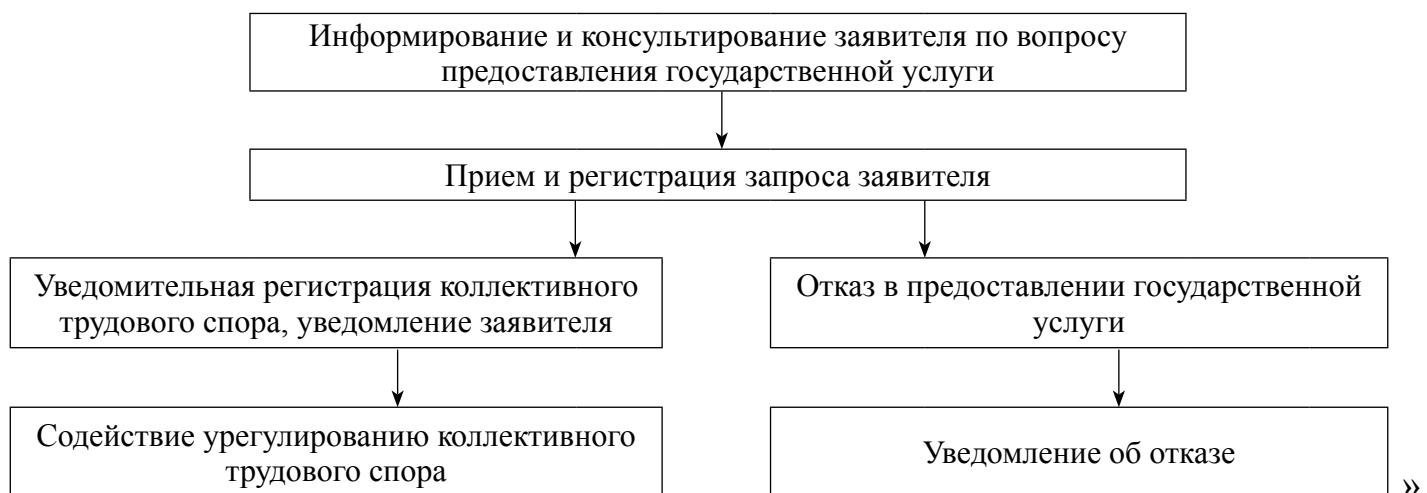 Информирование и консультирование заявителя по вопросу
предоставления государственной услуги
Прием и регистрация запроса заявителя
Уведомительная регистрация коллективного
трудового спора, уведомление заявителя
Отказ в предоставлении государственной
услуги
Содействие урегулированию коллективного
трудового спора
Уведомление об отказе
»